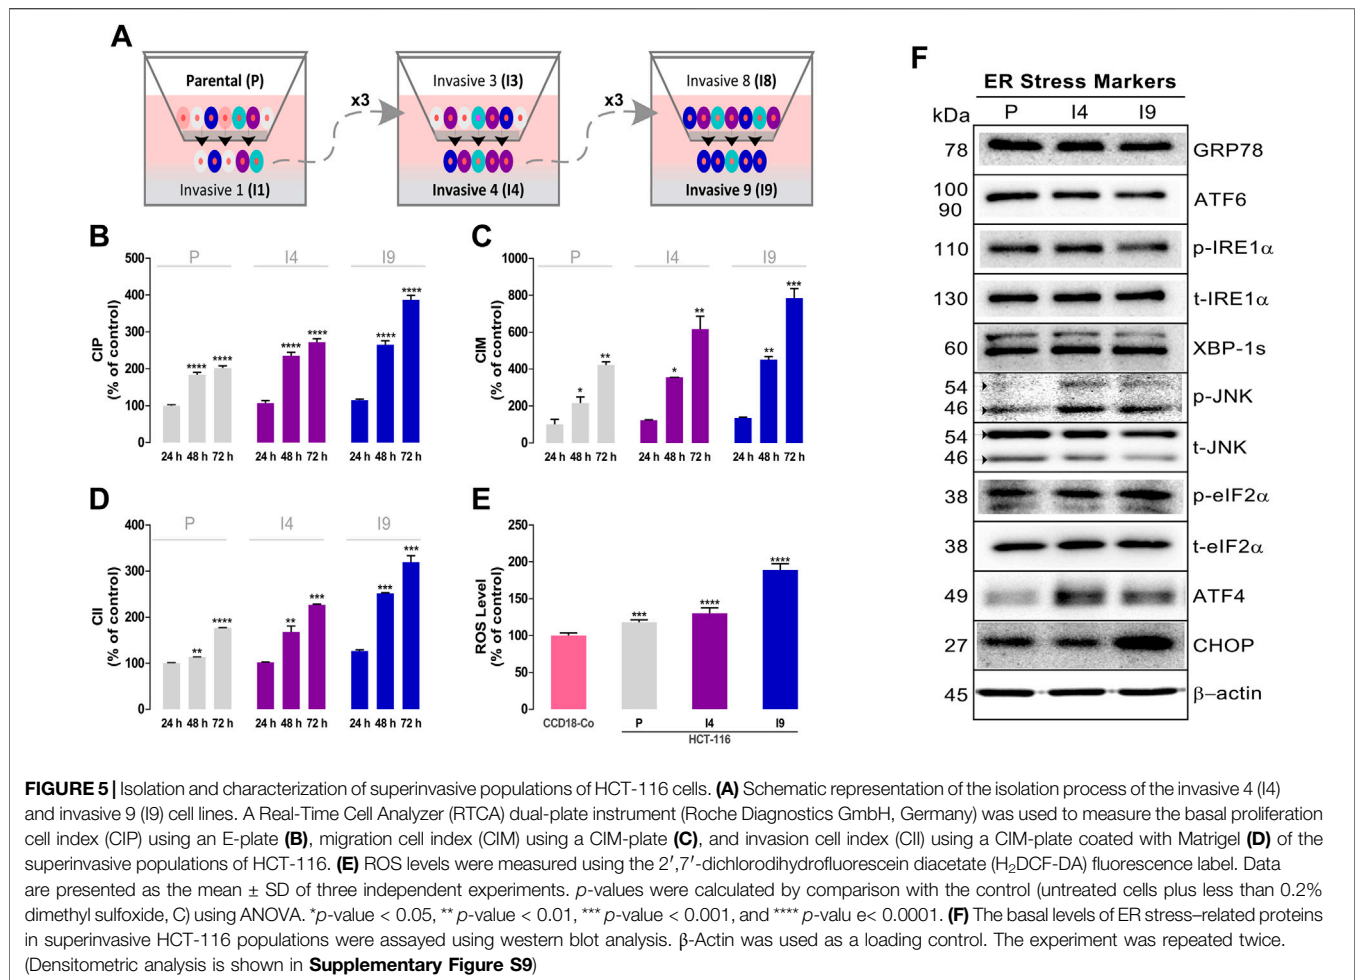 A
Parental (P)
Invasive 1 (I1)
x3
Invasive 3 (I3)
Invasive 4 (I4)
x3
Invasive 8 (I8)
Invasive 9 (I9)
B
CIP
(% of control)
500
400
300
200
100
0
P
I4
I9
**** ****
**** ****
**** ****
24 h 48 h 72 h
24 h 48 h 72 h
24 h 48 h 72 h
C
CIM
(% of control)
1000
800
600
400
200
0
P
I4
I9
* **
* **
** ***
24 h 48 h 72 h
24 h 48 h 72 h
24 h 48 h 72 h
D
CII
(% of control)
400
300
200
100
0
P
I4
I9
** ****
** ***
*** ***
24 h 48 h 72 h
24 h 48 h 72 h
24 h 48 h 72 h
E
ROS Level
(% of control)
250
200
150
100
50
0
***
****
****
CCD18-Co
P
I4
I9
HCT-116
F
ER Stress Markers
kDa P I4 I9
78 GRP78
100
90 ATF6
110 p-IRE1α
130 t-IRE1α
60 XBP-1s
54
46 p-JNK
54
46 t-JNK
38 p-eIF2α
38 t-eIF2α
49 ATF4
27 CHOP
45 β–actin
FIGURE 5 | Isolation and characterization of superinvasive populations of HCT-116 cells. (A) Schematic representation of the isolation process of the invasive 4 (I4)
and invasive 9 (I9) cell lines. A Real-Time Cell Analyzer (RTCA) dual-plate instrument (Roche Diagnostics GmbH, Germany) was used to measure the basal proliferation
cell index (CIP) using an E-plate (B), migration cell index (CIM) using a CIM-plate (C), and invasion cell index (CII) using a CIM-plate coated with Matrigel (D) of the
superinvasive populations of HCT-116. (E) ROS levels were measured using the 2′,7′-dichlorodihydrofluorescein diacetate (H₂DCF-DA) fluorescence label. Data
are presented as the mean ± SD of three independent experiments. p-values were calculated by comparison with the control (untreated cells plus less than 0.2%
dimethyl sulfoxide, C) using ANOVA. *p-value < 0.05, ** p-value < 0.01, *** p-value < 0.001, and **** p-valu e< 0.0001. (F) The basal levels of ER stress–related proteins
in superinvasive HCT-116 populations were assayed using western blot analysis. β-Actin was used as a loading control. The experiment was repeated twice.
(Densitometric analysis is shown in Supplementary Figure S9)